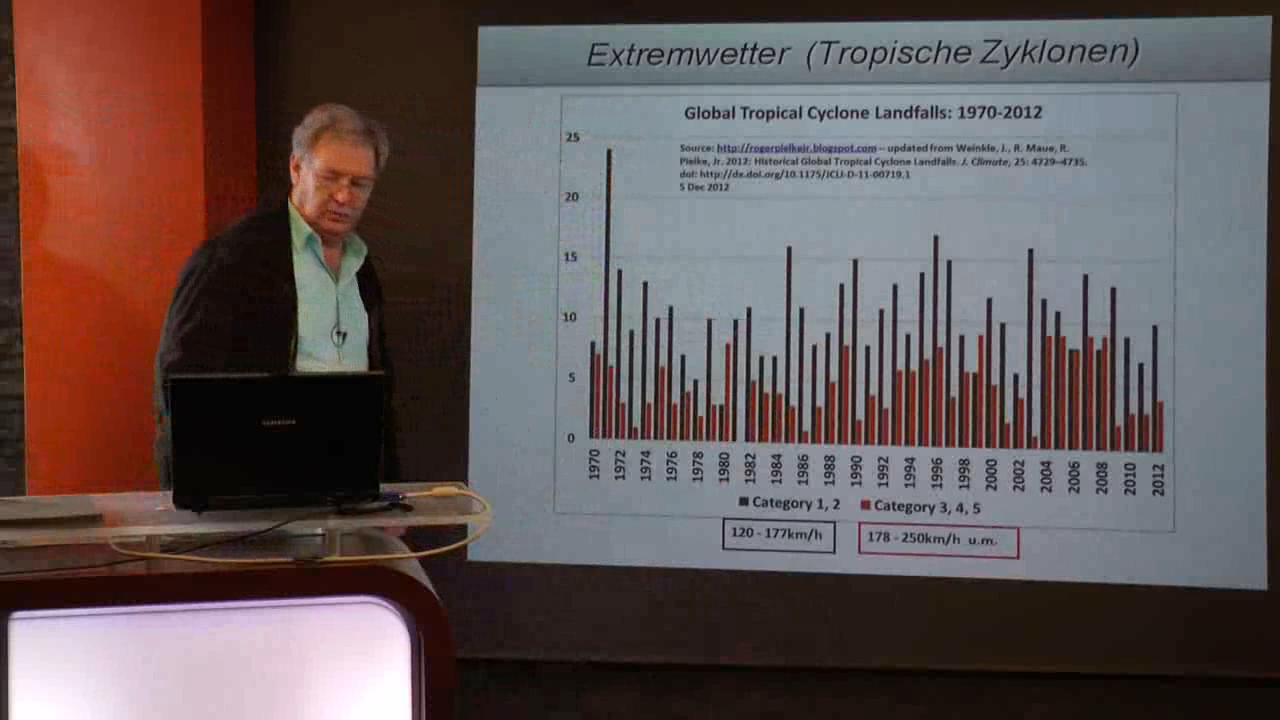 Extremwetter (Tropische Zyklonen)
Global Tropical Cyclone Landfalls: 1970-2012
Source: http://rogerpielkejr.blogspot.com – updated from Weinkle, J., R. Maue, R.
Pielke, Jr. 2012: Historical Global Tropical Cyclone Landfalls. J. Climate, 25: 4729–4735.
doi: http://dx.doi.org/10.1175/JCLI-D-11-00719.1
5 Dec 2012
25
20
15
10
5
0
1970 1972 1974 1976 1978 1980 1982 1984 1986 1988 1990 1992 1994 1996 1998 2000 2002 2004 2006 2008 2010 2012
Category 1, 2 Category 3, 4, 5
120 - 177km/h 178 - 250km/h u.m.
SAMSUNG